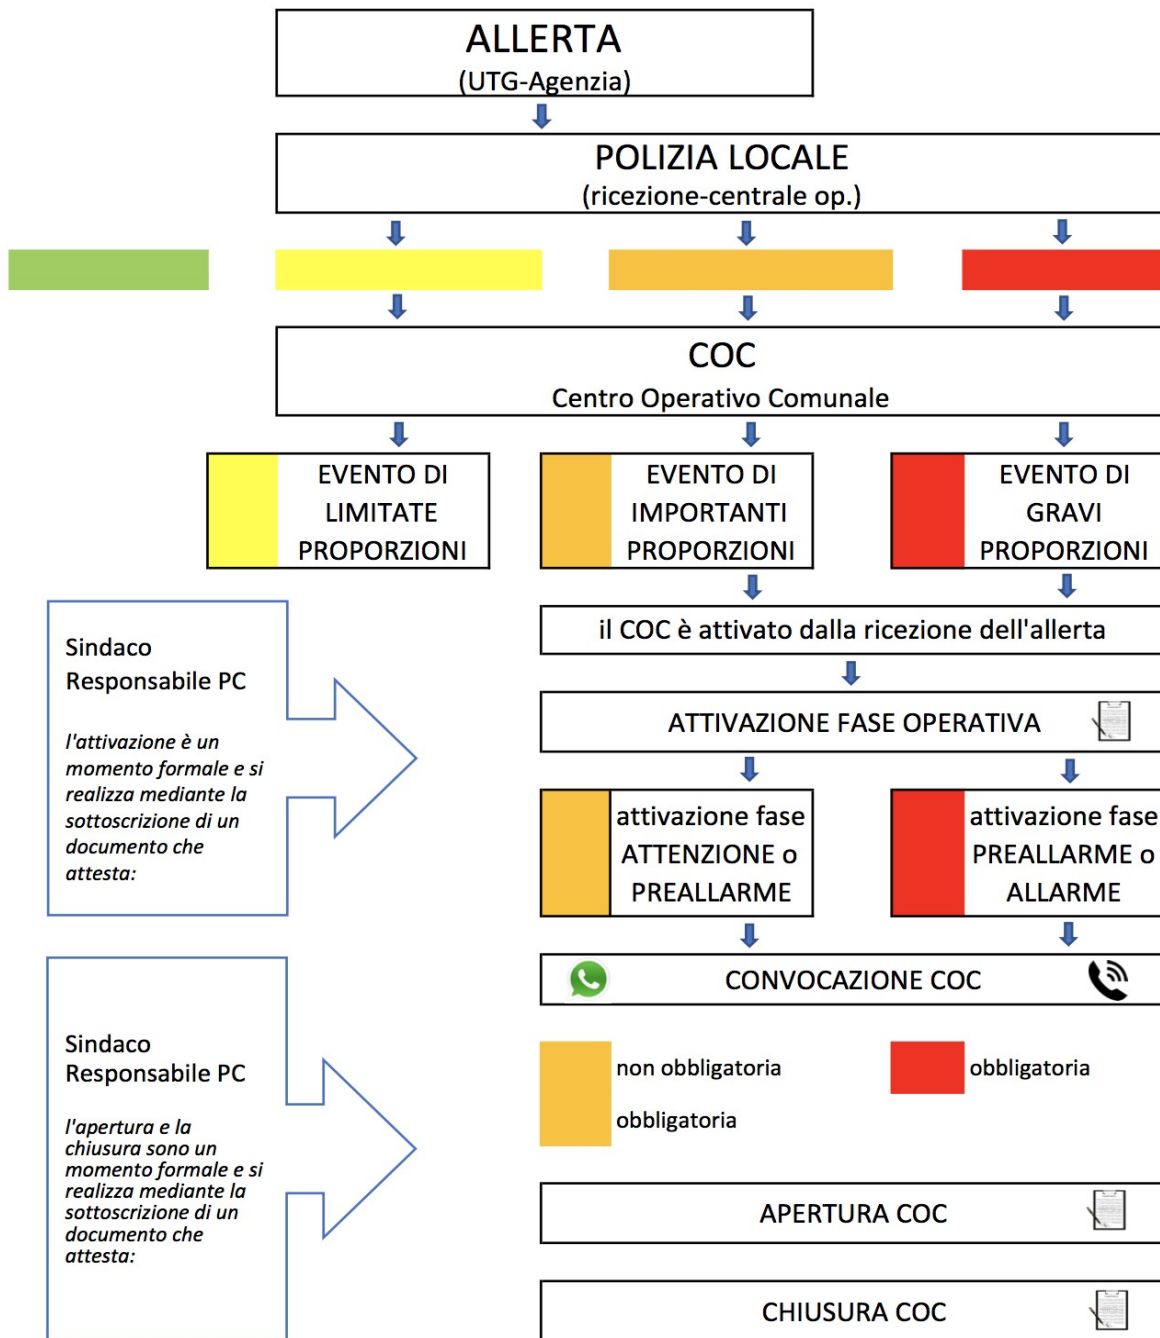 ALLERTA
(UTG-Agenzia)
POLIZIA LOCALE
(ricezione-centrale op.)
COC
Centro Operativo Comunale
EVENTO DI
LIMITATE
PROPORZIONI
EVENTO DI
IMPORTANTI
PROPORZIONI
EVENTO DI
GRAVI
PROPORZIONI
il COC è attivato dalla ricezione dell'allerta
Sindaco
Responsabile PC
l'attivazione è un
momento formale e si
realizza mediante la
sottoscrizione di un
documento che
attesta:
ATTIVAZIONE FASE OPERATIVA
attivazione fase
ATTENZIONE o
PREALLARME
attivazione fase
PREALLARME o
ALLARME
CONVOCAZIONE COC
non obbligatoria
obbligatoria
obbligatoria
Sindaco
Responsabile PC
l'apertura e la
chiusura sono un
momento formale e si
realizza mediante la
sottoscrizione di un
documento che
attesta:
APERTURA COC
CHIUSURA COC